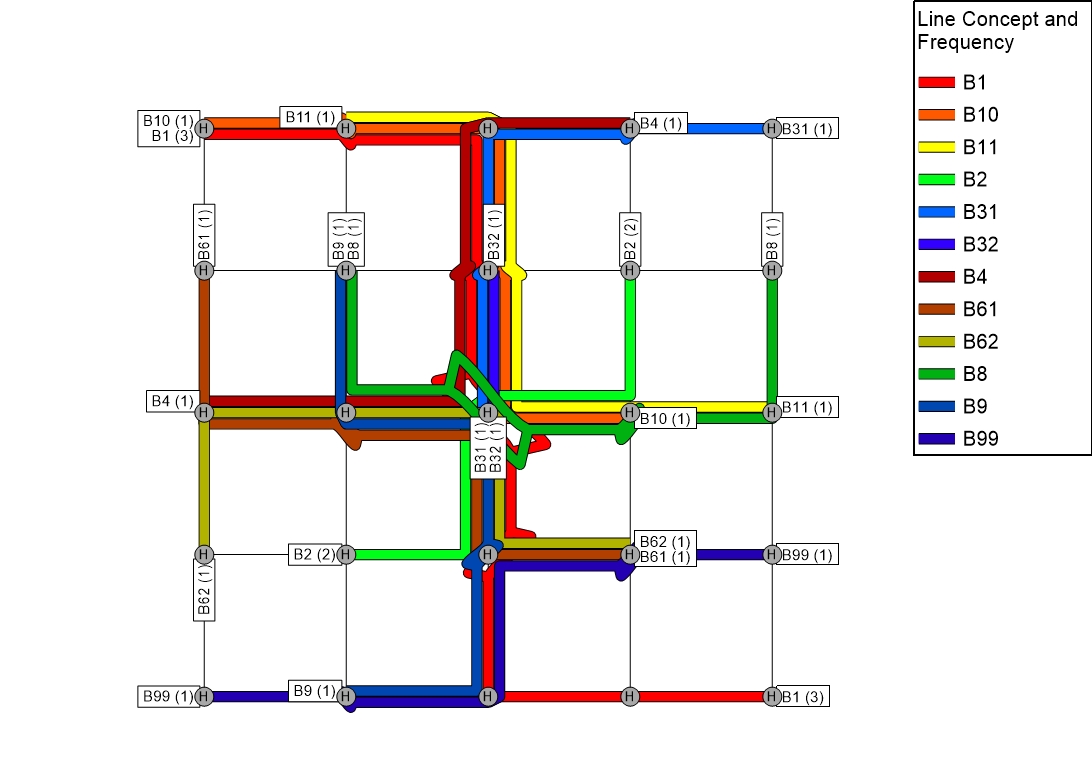 Line Concept and
Frequency
B1
B10
B11
B2
B31
B32
B4
B61
B62
B8
B9
B99
B10 (1)
B1 (3)
B11 (1)
H
H
H
H
B4 (1)
H
B31 (1)
B61 (1)
B9 (1)
B8 (1)
B32 (1)
B2 (2)
B8 (1)
H
H
H
H
H
B4 (1)
H
H
H
H
B10 (1)
H
B11 (1)
B31 (1)
B32 (1)
H
B2 (2)
H
H
H
B62 (1)
B61 (1)
H
B99 (1)
B62 (1)
B99 (1)
H
B9 (1)
H
H
H
H
B1 (3)